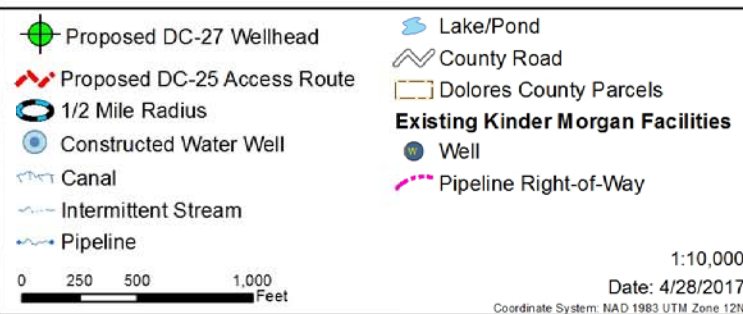 Proposed DC-27 Wellhead
Proposed DC-25 Access Route
1/2 Mile Radius
Constructed Water Well
Canal
Intermittent Stream
Pipeline
0 250 500 1,000
Feet
Lake/Pond
County Road
Dolores County Parcels
Existing Kinder Morgan Facilities
W Well
Pipeline Right-of-Way
1:10,000
Date: 4/28/2017
Coordinate System: NAD 1983 UTM Zone 12N